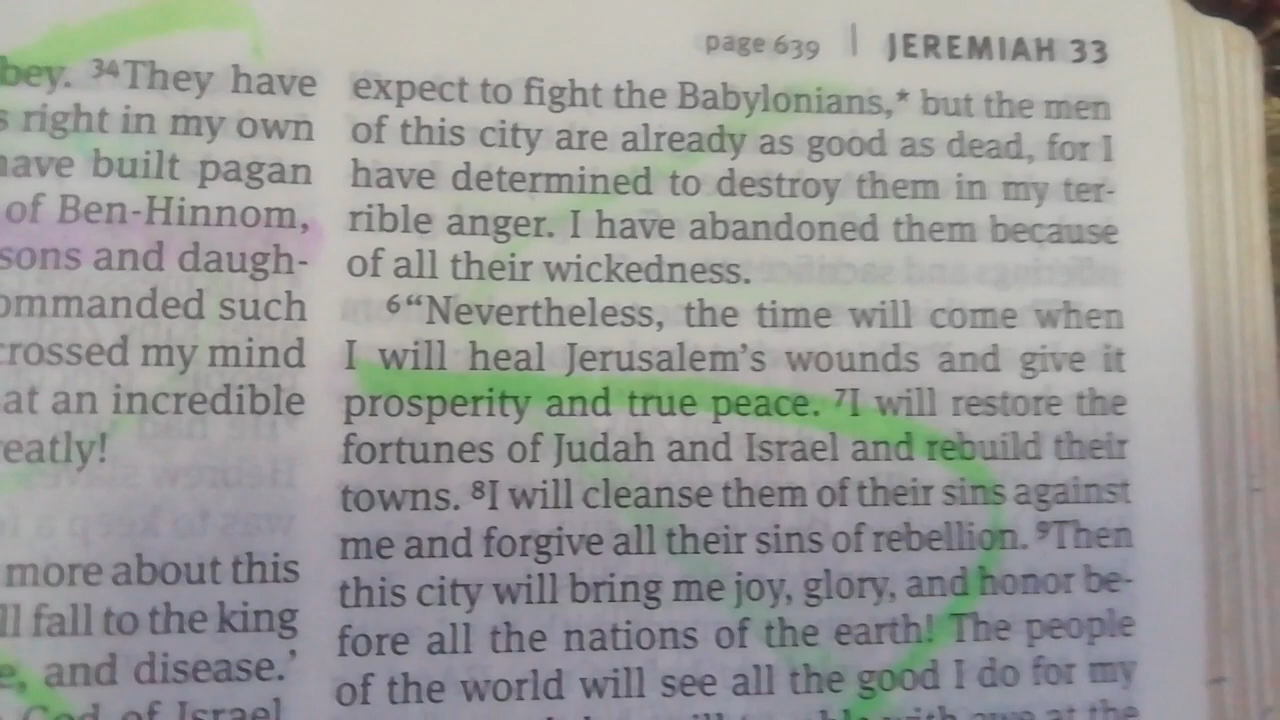 page 639 | JEREMIAH 33
bey. 34They have
s right in my own
have built pagan
of Ben-Hinnom,
sons and daugh-
ommanded such
crossed my mind
at an incredible
reatly!
more about this
ll fall to the king
e, and disease.’
God of Israel
expect to fight the Babylonians,* but the men
of this city are already as good as dead, for I
have determined to destroy them in my ter-
rible anger. I have abandoned them because
of all their wickedness.
6“Nevertheless, the time will come when
I will heal Jerusalem’s wounds and give it
prosperity and true peace. 7I will restore the
fortunes of Judah and Israel and rebuild their
towns. 8I will cleanse them of their sins against
me and forgive all their sins of rebellion. 9Then
this city will bring me joy, glory, and honor be-
fore all the nations of the earth! The people
of the world will see all the good I do for my